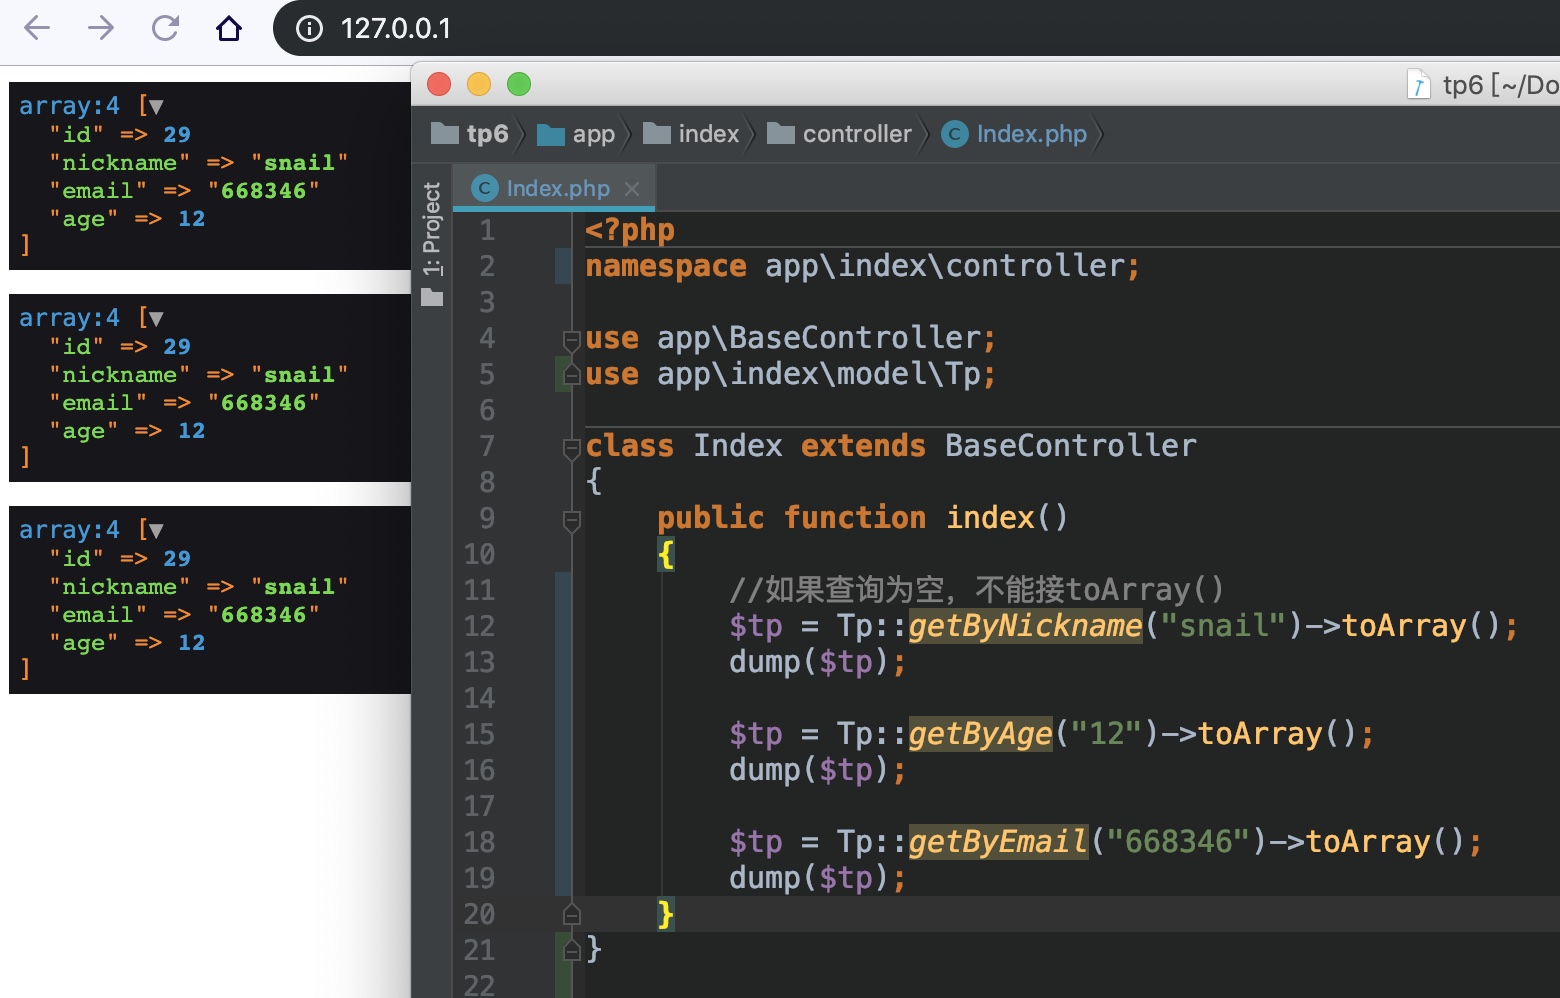 127.0.0.1
array:4 [▼
"id" => 29
"nickname" => "snail"
"email" => "668346"
"age" => 12
]
array:4 [▼
"id" => 29
"nickname" => "snail"
"email" => "668346"
"age" => 12
]
array:4 [▼
"id" => 29
"nickname" => "snail"
"email" => "668346"
"age" => 12
]
tp6 [~/Do
tp6 app index controller Index.php
Index.php
1: Project
1 <?php
2 namespace app\index\controller;
3
4 use app\BaseController;
5 use app\index\model\Tp;
6
7 class Index extends BaseController
8 {
9 public function index()
10 {
11 //如果查询为空，不能接toArray()
12 $tp = Tp::getByNickname("snail")->toArray();
13 dump($tp);
14
15 $tp = Tp::getByAge("12")->toArray();
16 dump($tp);
17
18 $tp = Tp::getByEmail("668346")->toArray();
19 dump($tp);
20 }
21 }
22